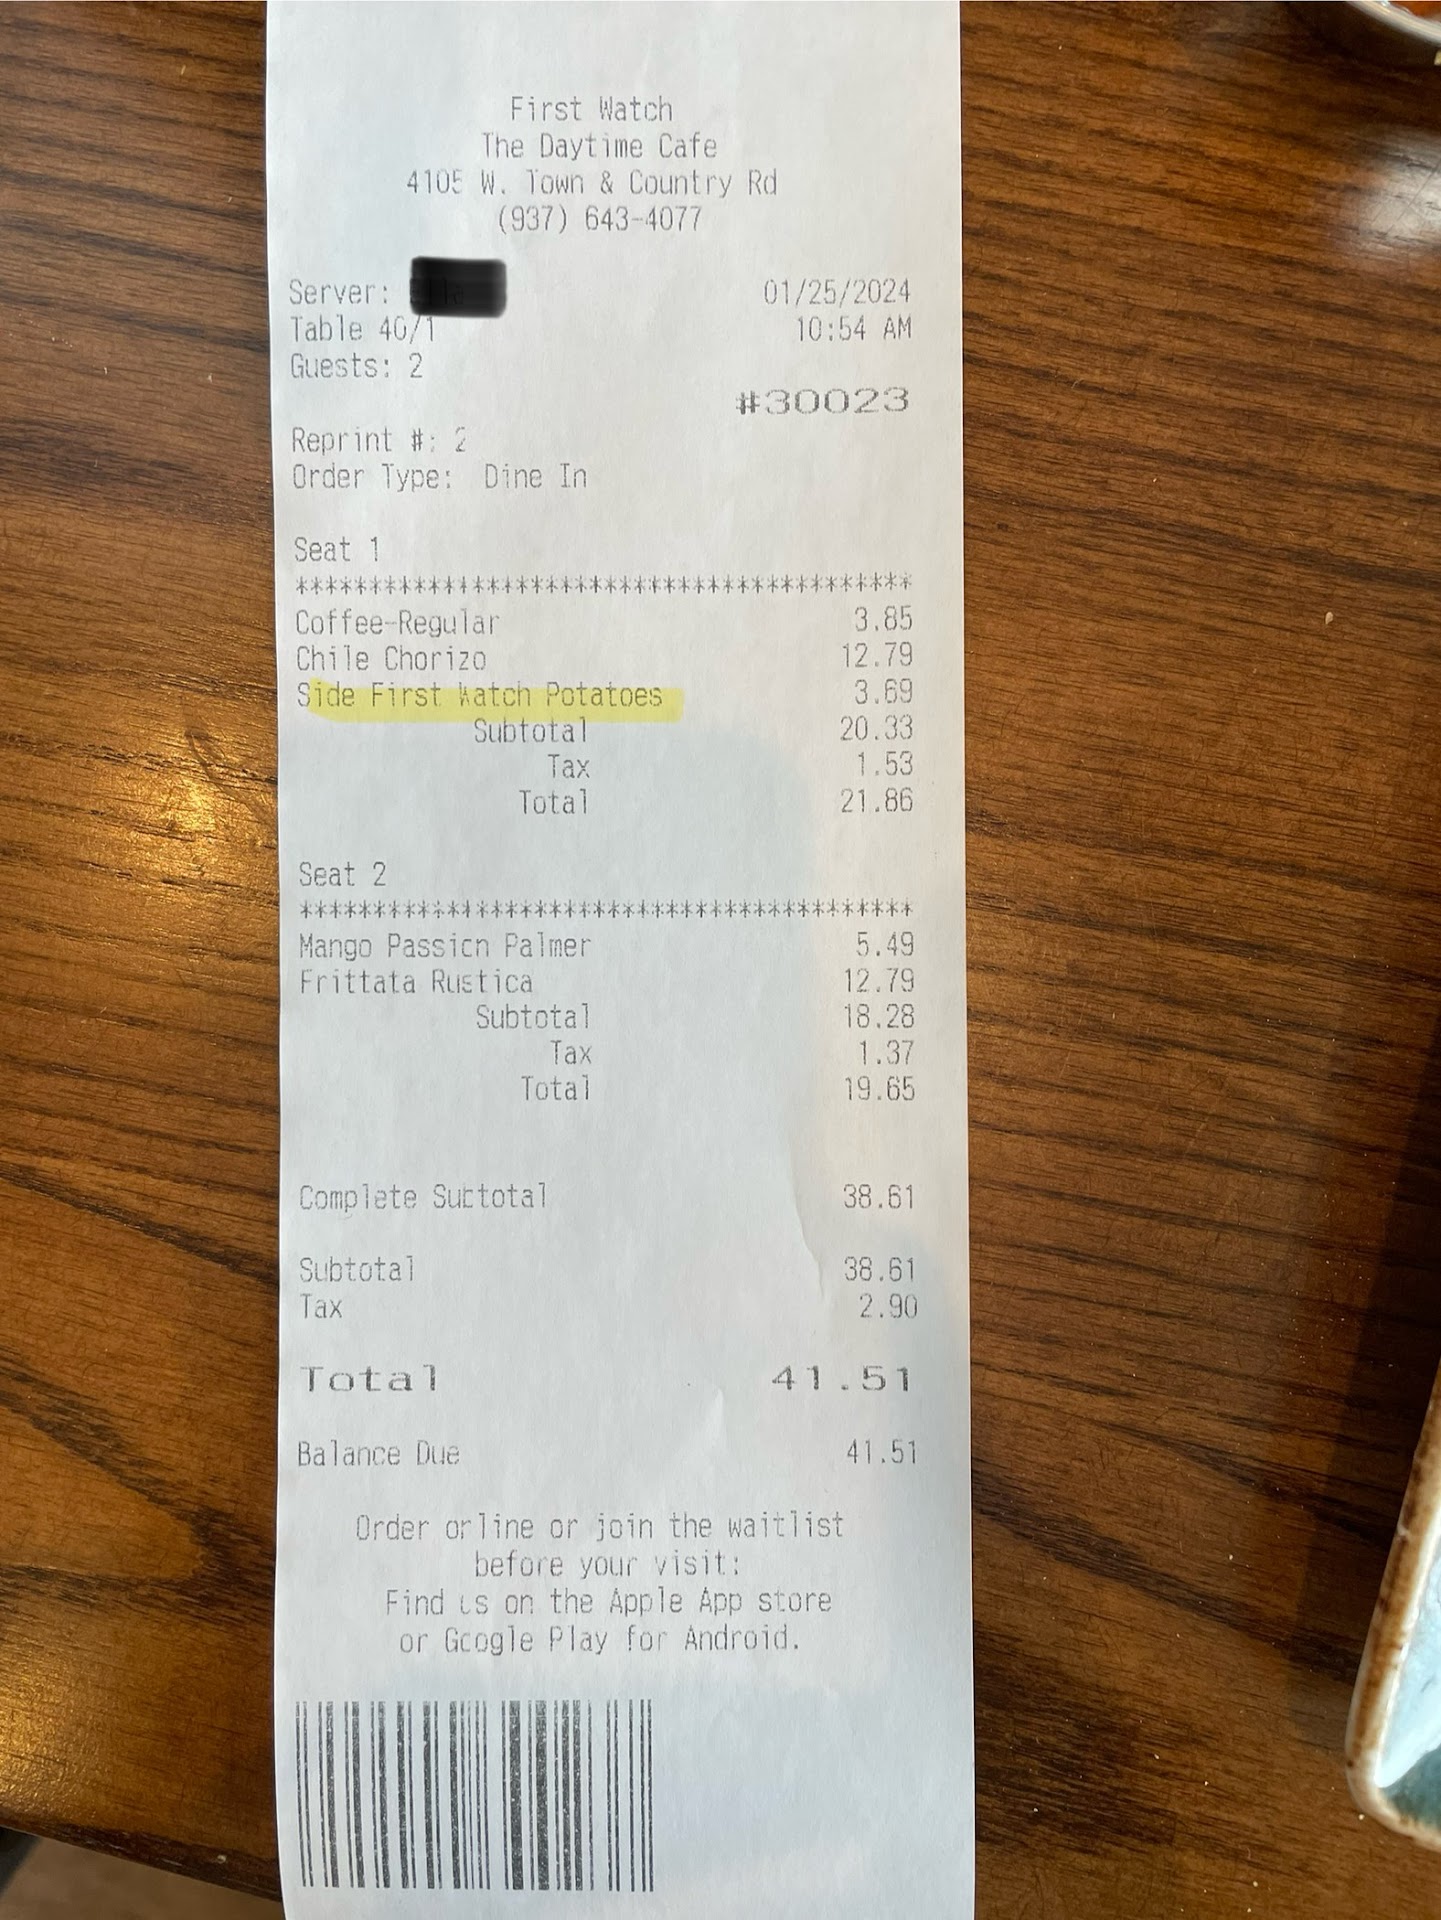 First Watch
The Daytime Cafe
4105 W. Town & Country Rd
(937) 643-4077
Server:
01/25/2024
Table 40/1
10:54 AM
Guests: 2
#30023
Reprint #: 2
Order Type: Dine In
Seat 1
******************************************
Coffee-Regular 3.85
Chile Chorizo 12.79
Side First Watch Potatoes 3.69
Subtotal 20.33
Tax 1.53
Total 21.86
Seat 2
******************************************
Mango Passion Palmer 5.49
Frittata Rustica 12.79
Subtotal 18.28
Tax 1.37
Total 19.65
Complete Subtotal 38.61
Subtotal 38.61
Tax 2.90
Total 41.51
Balance Due 41.51
Order online or join the waitlist
before your visit:
Find us on the Apple App store
or Google Play for Android.